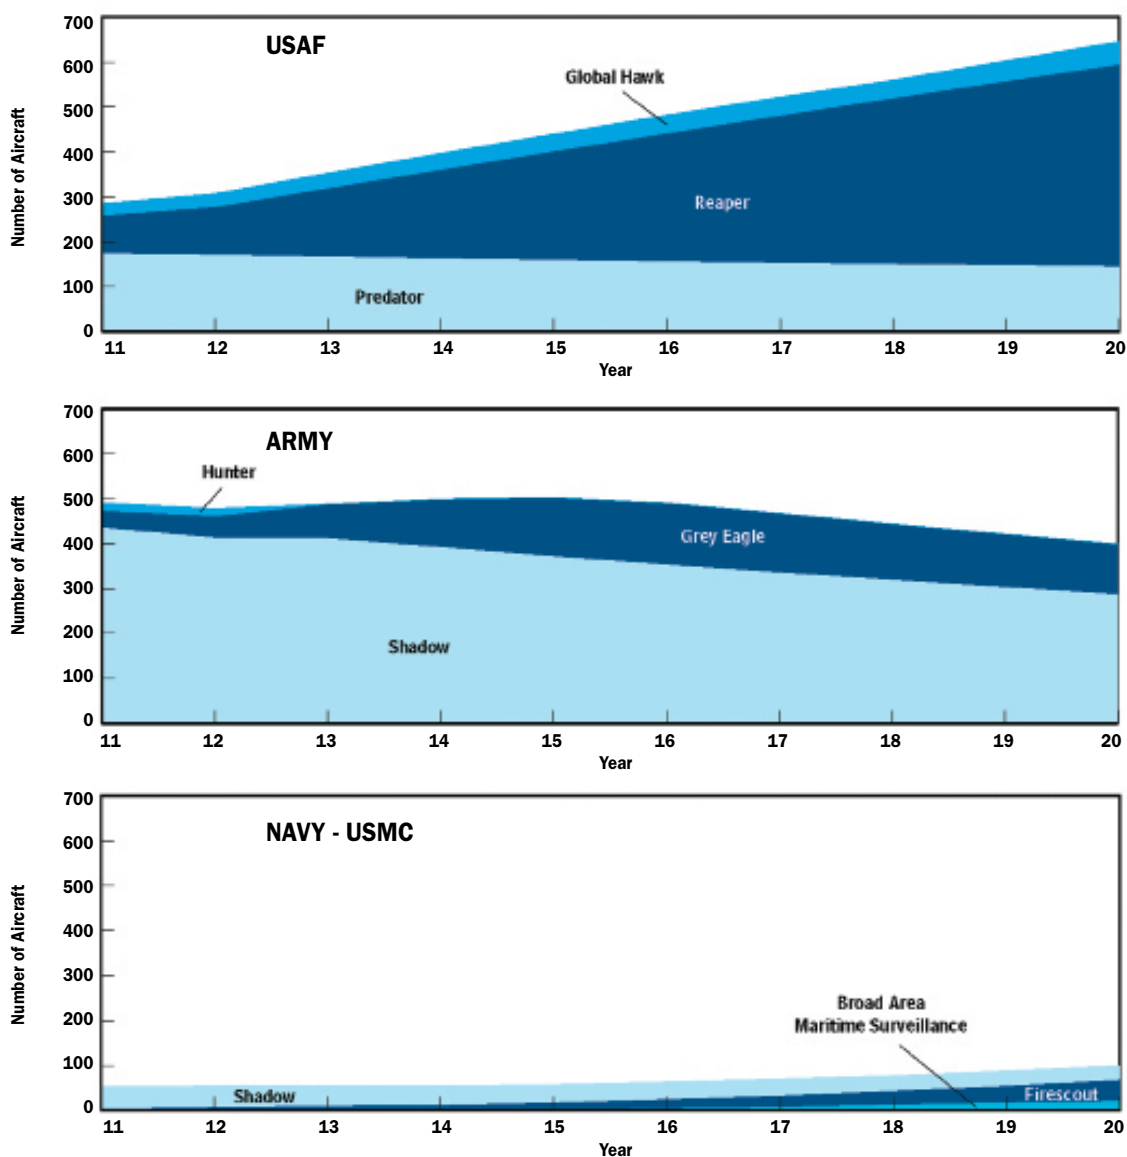 700
USAF
600
Global Hawk
500
400
300
Reaper
200
100
Predator
0
Number of Aircraft
11 12 13 14 15 16 17 18 19 20
Year
700
ARMY
600
Hunter
500
Grey Eagle
400
300
200
Shadow
100
0
Number of Aircraft
11 12 13 14 15 16 17 18 19 20
Year
700
NAVY - USMC
600
500
400
300
200
Broad Area
Maritime Surveillance
100
Shadow
Firescout
0
Number of Aircraft
11 12 13 14 15 16 17 18 19 20
Year